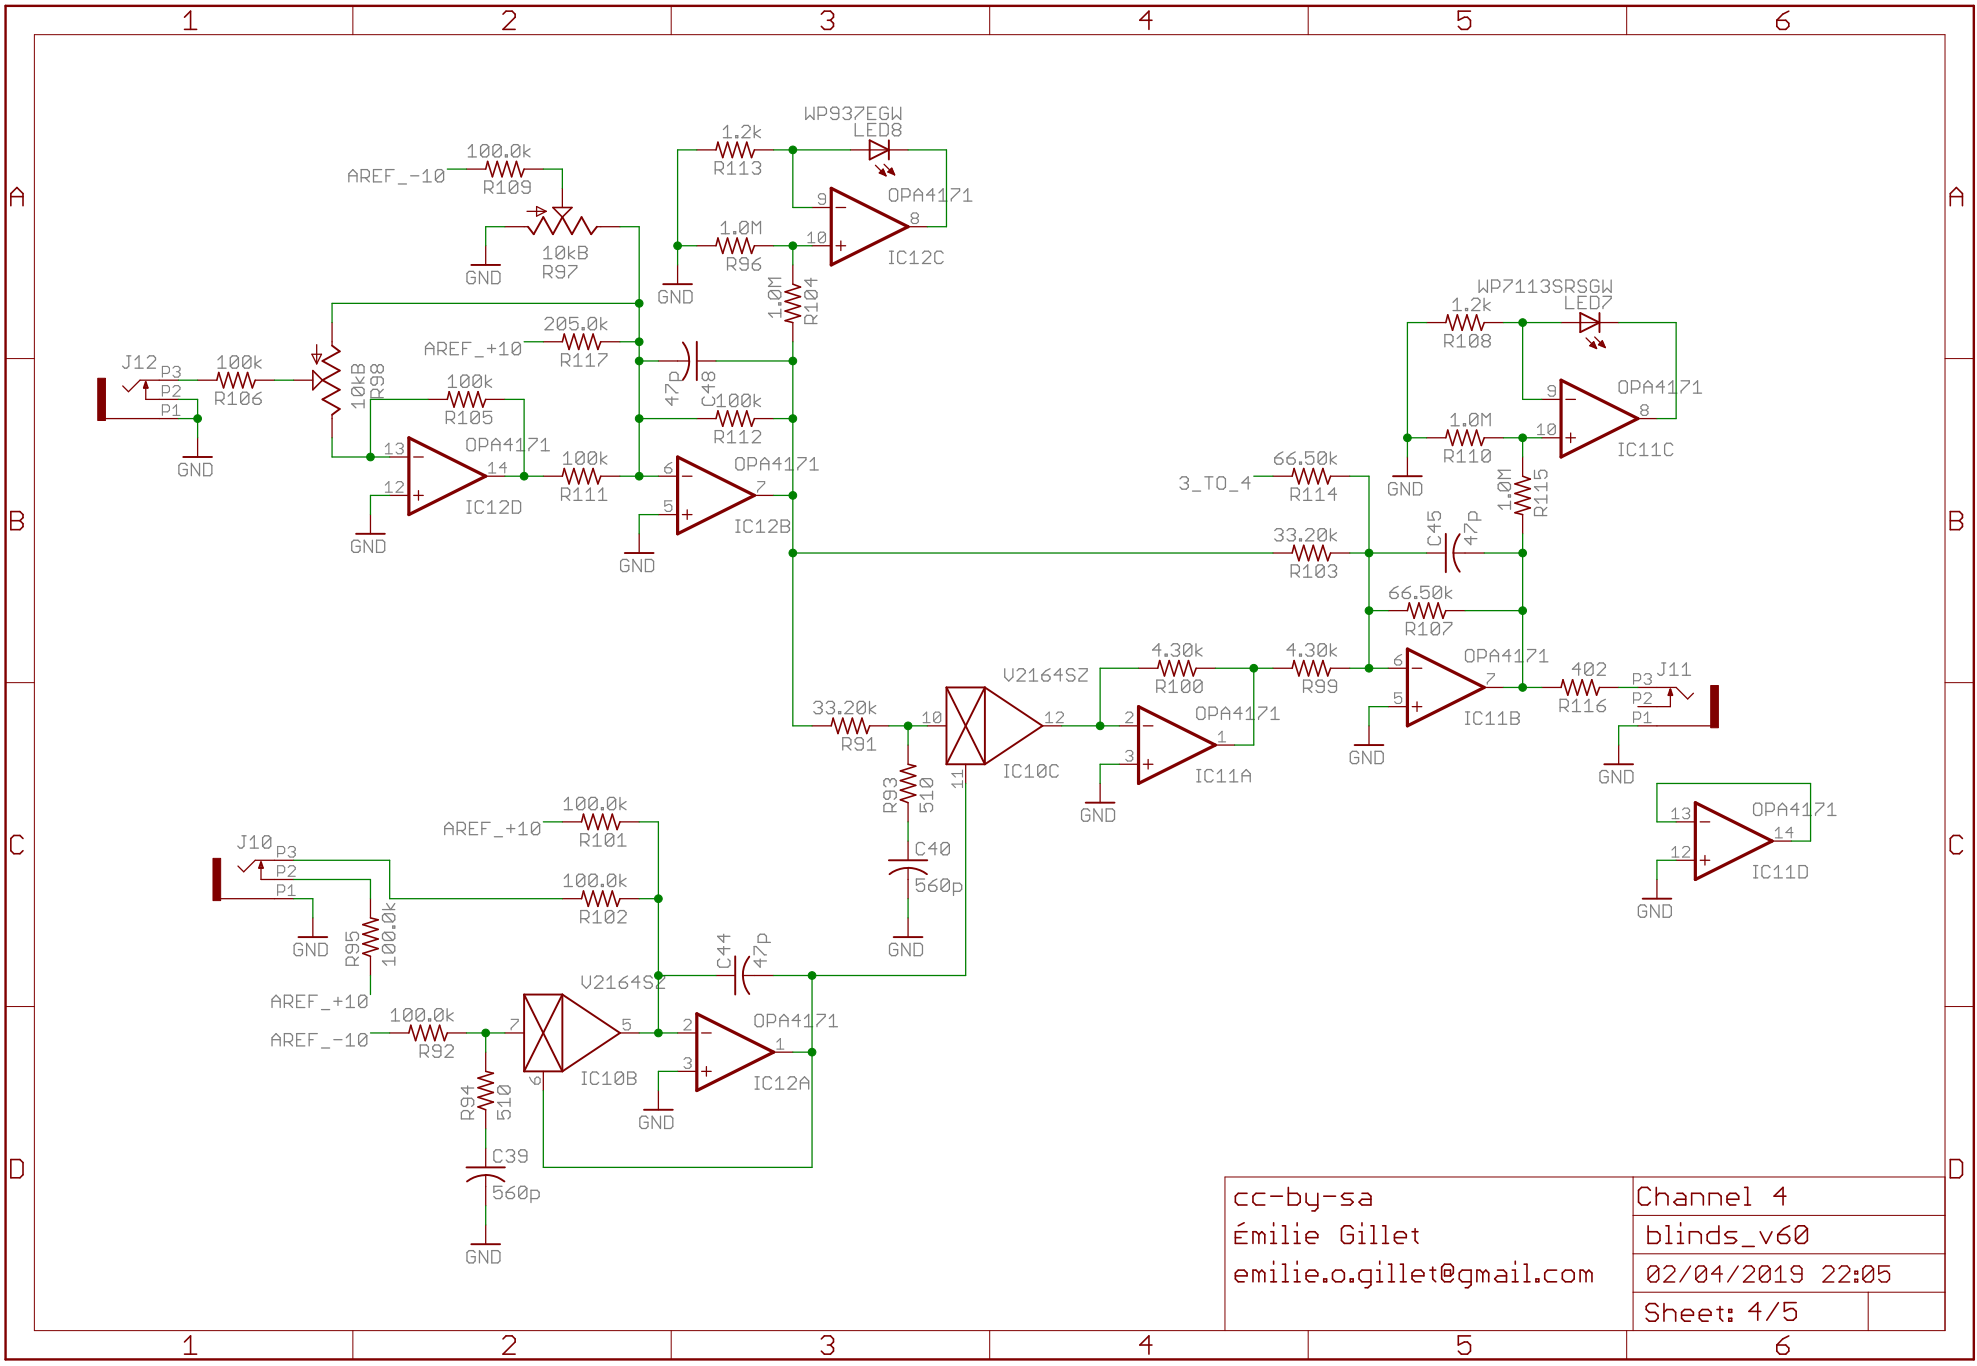 1 2 3 4 5 6
A
B
C
D
A
B
C
D
1 2 3 4 5 6
AREF_-10
100.0k
R109
10kB
R97
GND
1.2k
R113
WP937EGW
LED8
OPA4171
9
10
8
IC12C
1.0M
R96
GND
1.0M
R104
J12
P3
P2
P1
GND
100k
R106
10kB
R98
AREF_+10
205.0k
R117
47p
C48
100k
R105
100k
R112
OPA4171
13
12
14
IC12D
GND
100k
R111
OPA4171
6
5
7
IC12B
GND
WP7113SRSGW
LED7
1.2k
R108
OPA4171
9
10
8
IC11C
1.0M
R110
GND
1.0M
R115
3_TO_4
66.50k
R114
33.20k
R103
C45
47p
66.50k
R107
OPA4171
6
5
7
IC11B
GND
402
R116
J11
P3
P2
P1
GND
33.20k
R91
V2164SZ
10
12
11
IC10C
R93
510
C40
560p
GND
4.30k
R100
4.30k
R99
OPA4171
2
3
1
IC11A
GND
OPA4171
13
12
14
IC11D
GND
J10
P3
P2
P1
GND
AREF_+10
100.0k
R101
100.0k
R102
R95
100.0k
AREF_+10
AREF_-10
100.0k
R92
V2164SZ
7
5
6
IC10B
R94
510
C39
560p
GND
C44
47p
OPA4171
2
3
1
IC12A
GND
cc-by-sa
Émilie Gillet
emilie.o.gillet@gmail.com
Channel 4
blinds_v60
02/04/2019 22:05
Sheet: 4/5